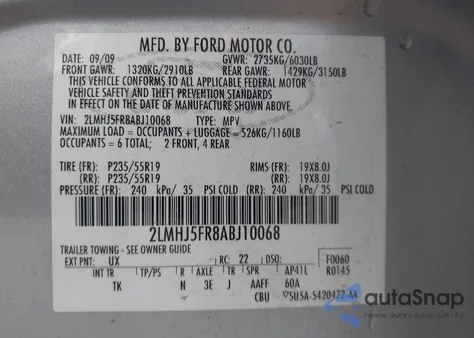 MFD. BY FORD MOTOR CO.
DATE: 09/09 GVWR: 2735KG/6030LB
FRONT GAWR: 1320KG/2910LB REAR GAWR: 1429KG/3150LB
THIS VEHICLE CONFORMS TO ALL APPLICABLE FEDERAL MOTOR
VEHICLE SAFETY AND THEFT PREVENTION STANDARDS
IN EFFECT ON THE DATE OF MANUFACTURE SHOWN ABOVE.
VIN: 2LMHJ5FR8ABJ10068 TYPE: MPV
MAXIMUM LOAD = OCCUPANTS + LUGGAGE = 526KG/1160LB
OCCUPANTS = 6 TOTAL; 2 FRONT, 4 REAR
TIRE (FR): P235/55R19 RIMS (FR): 19X8.0J
(RR): P235/55R19 (RR): 19X8.0J
PRESSURE (FR): 240 kPa/ 35 PSI COLD (RR): 240 kPa/ 35 PSI COLD
2LMHJ5FR8ABJ10068
TRAILER TOWING - SEE OWNER GUIDE
EXT PNT: UX RC: 22 DSO: F0060
INT TR TP/PS R AXLE TR SPR AP41L R0145
TK N 3E J AAFF 60A
CBU
autoSnap